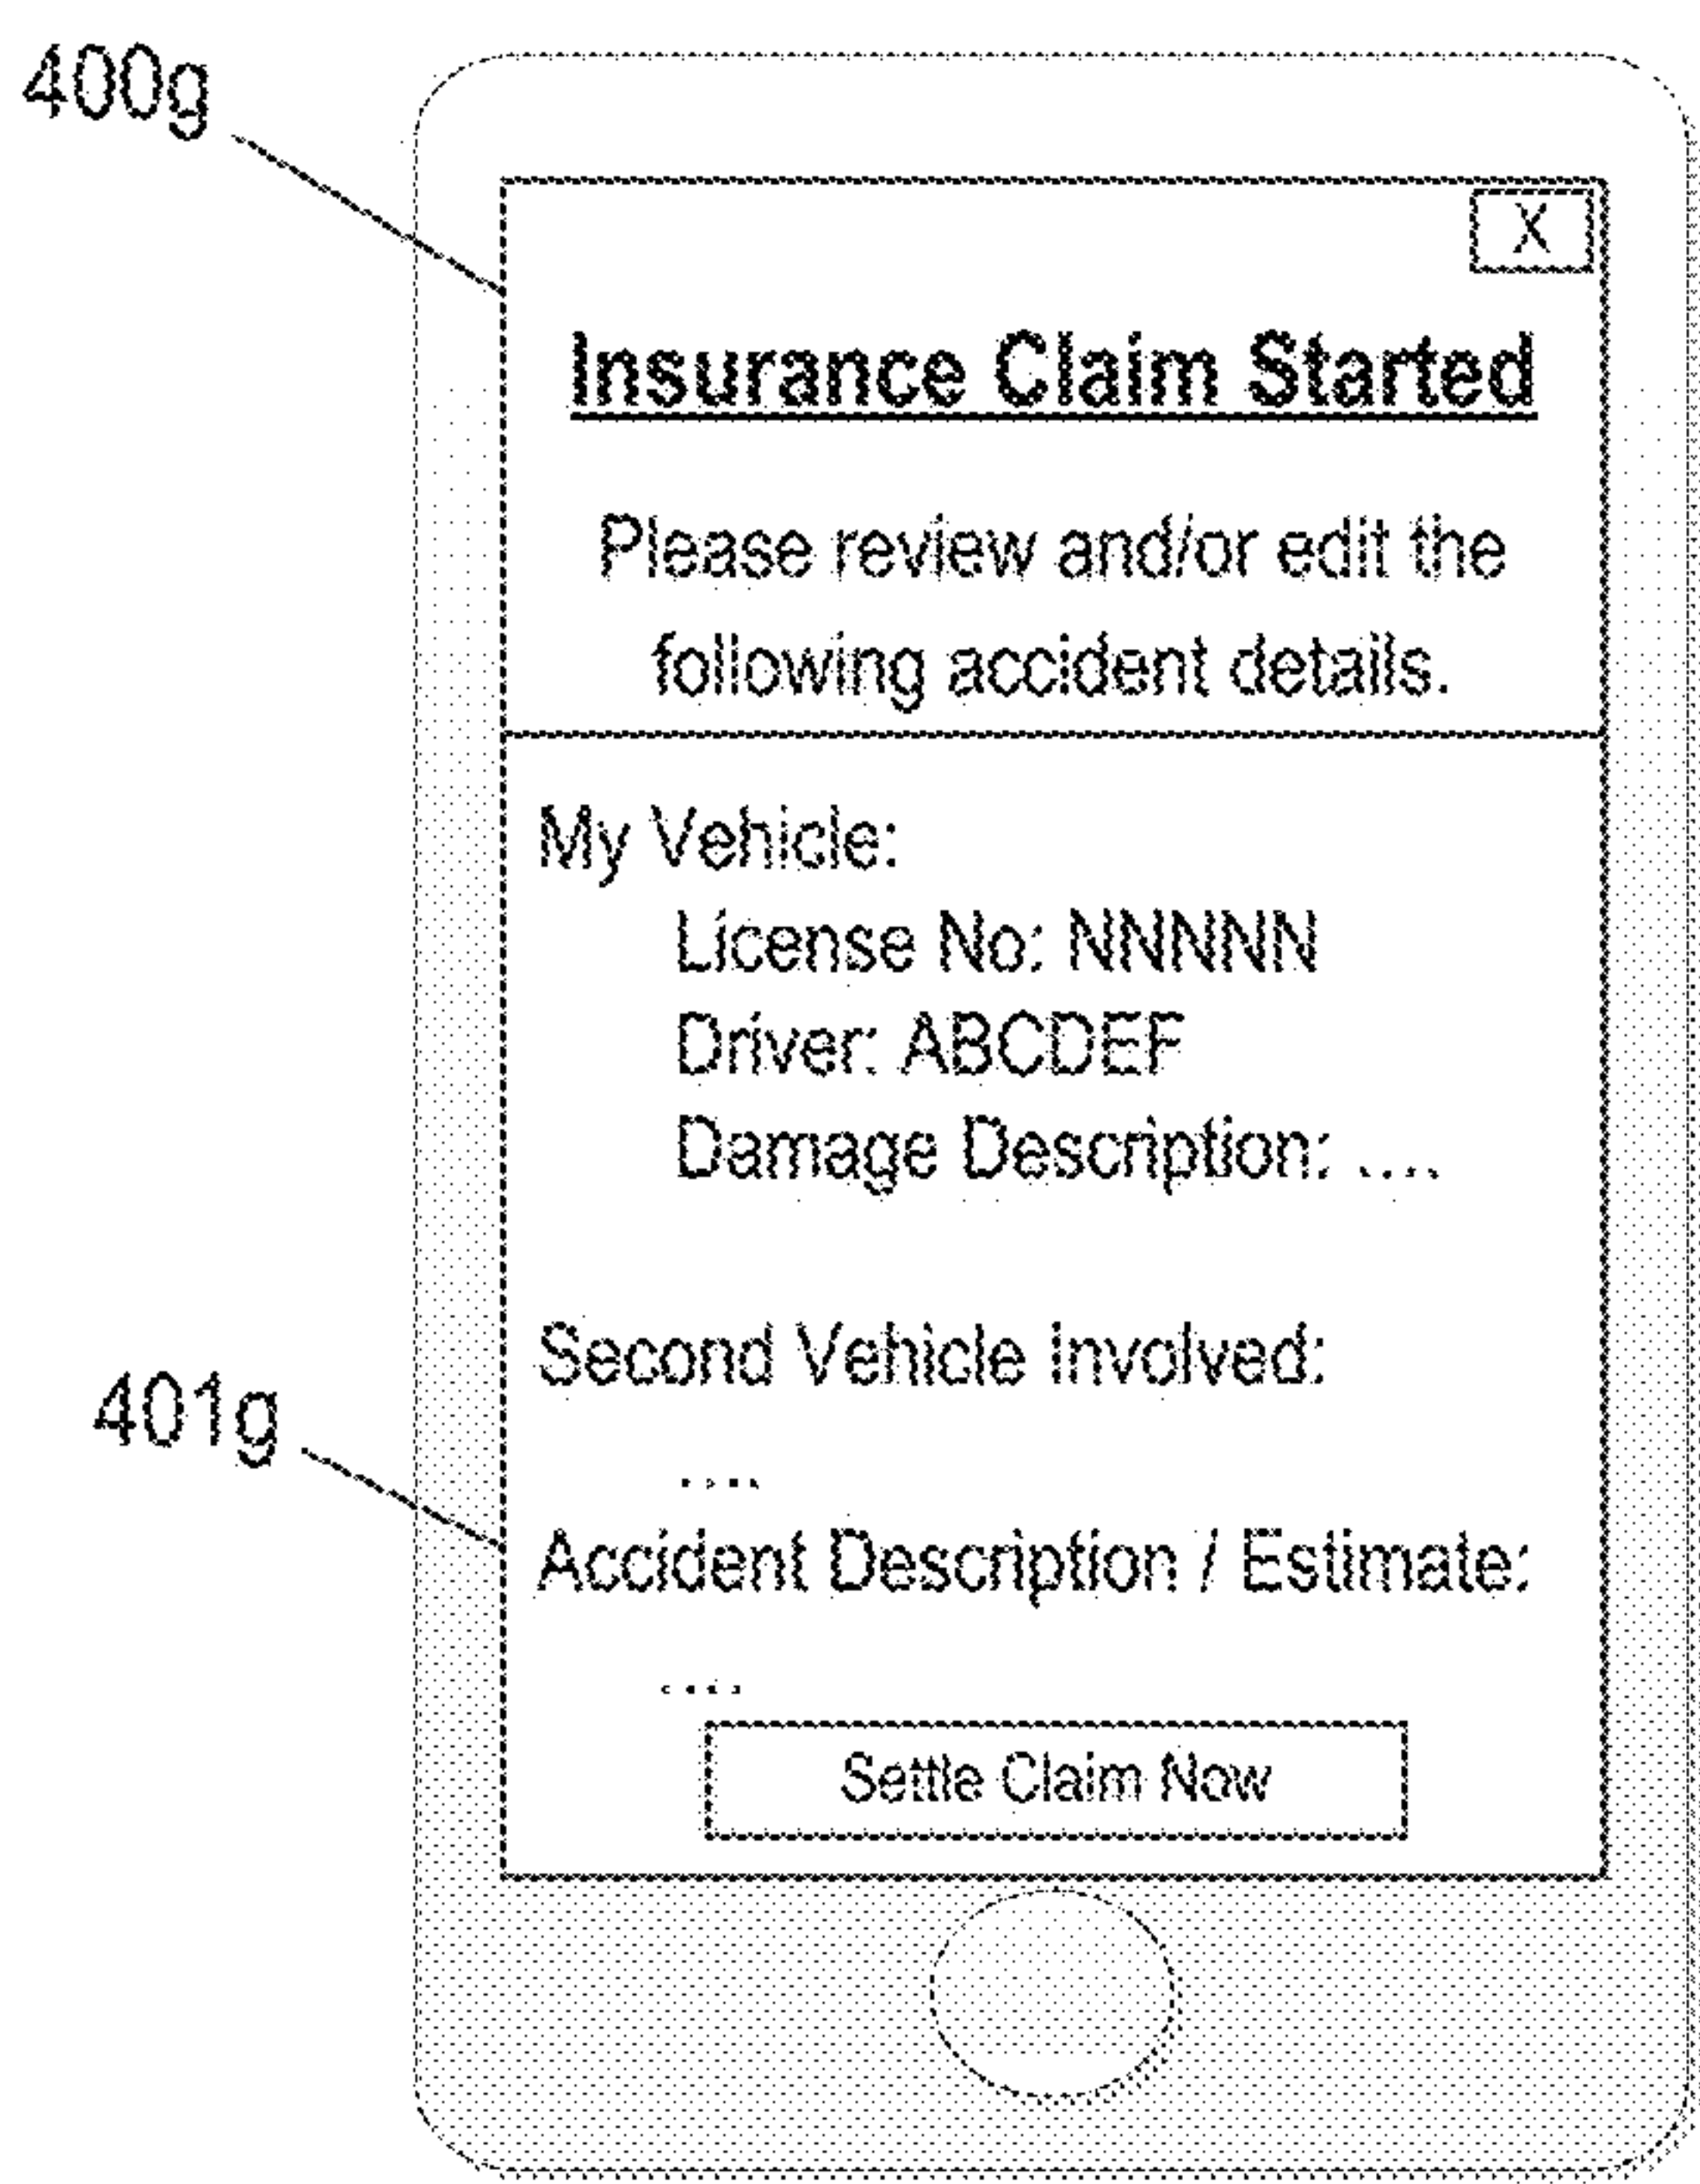 400g
X
Insurance Claim Started
Please review and/or edit the
following accident details.
My Vehicle:
License No: NNNNN
Driver: ABCDEF
Damage Description: ....
Second Vehicle Involved:
....
401g
Accident Description / Estimate:
....
Settle Claim Now